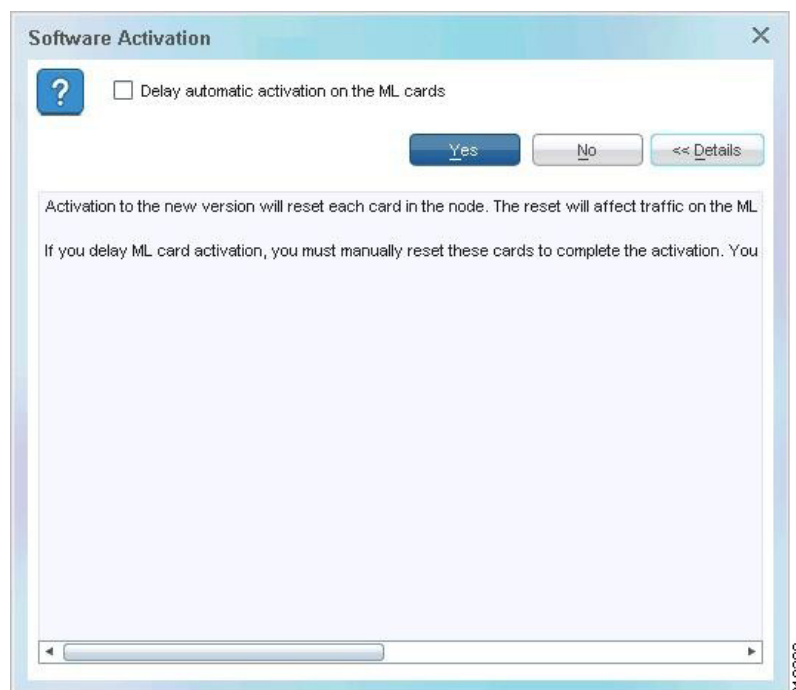 Software Activation
Delay automatic activation on the ML cards
Yes
No
<< Details
Activation to the new version will reset each card in the node. The reset will affect traffic on the ML
If you delay ML card activation, you must manually reset these cards to complete the activation. You